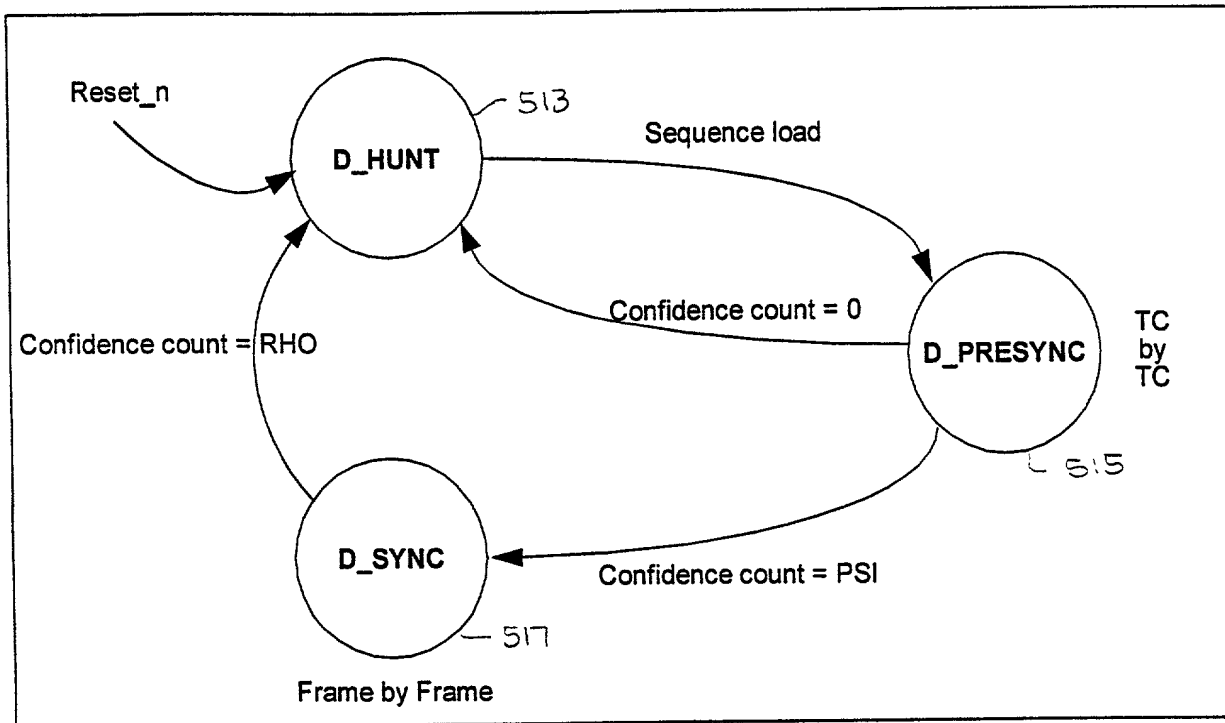 Reset_n
513
D_HUNT
Sequence load
Confidence count = 0
Confidence count = RHO
D_PRESYNC
TC
by
TC
515
D_SYNC
Confidence count = PSI
517
Frame by Frame